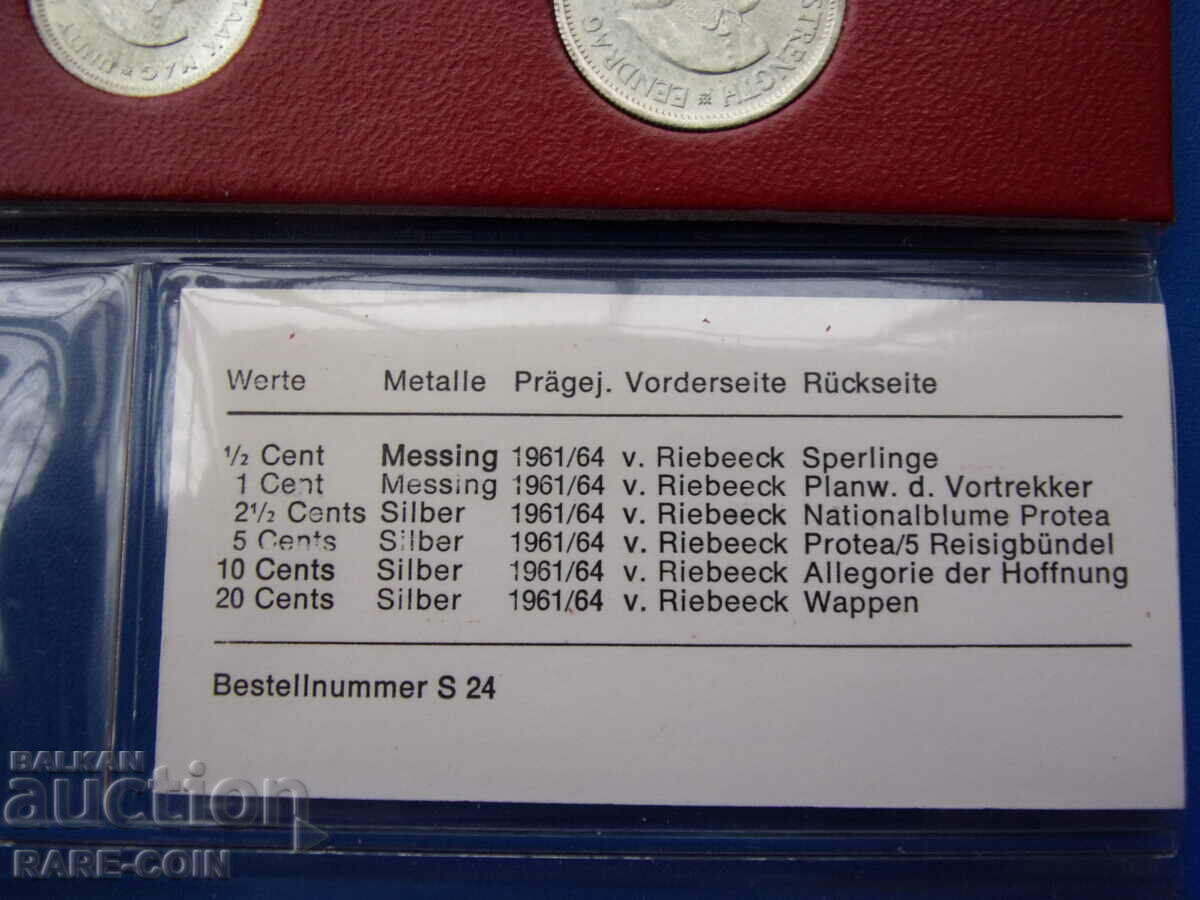 MAAK MAG * UNITY
STRENGTH * EENDRAG
Werte Metalle Prägej. Vorderseite Rückseite
½ Cent Messing 1961/64 v. Riebeeck Sperlinge
1 Cent Messing 1961/64 v. Riebeeck Planw. d. Vortrekker
2½ Cents Silber 1961/64 v. Riebeeck Nationalblume Protea
5 Cents Silber 1961/64 v. Riebeeck Protea/5 Reisigbündel
10 Cents Silber 1961/64 v. Riebeeck Allegorie der Hoffnung
20 Cents Silber 1961/64 v. Riebeeck Wappen
Bestellnummer S 24
BALKAN
auction
RARE-COIN